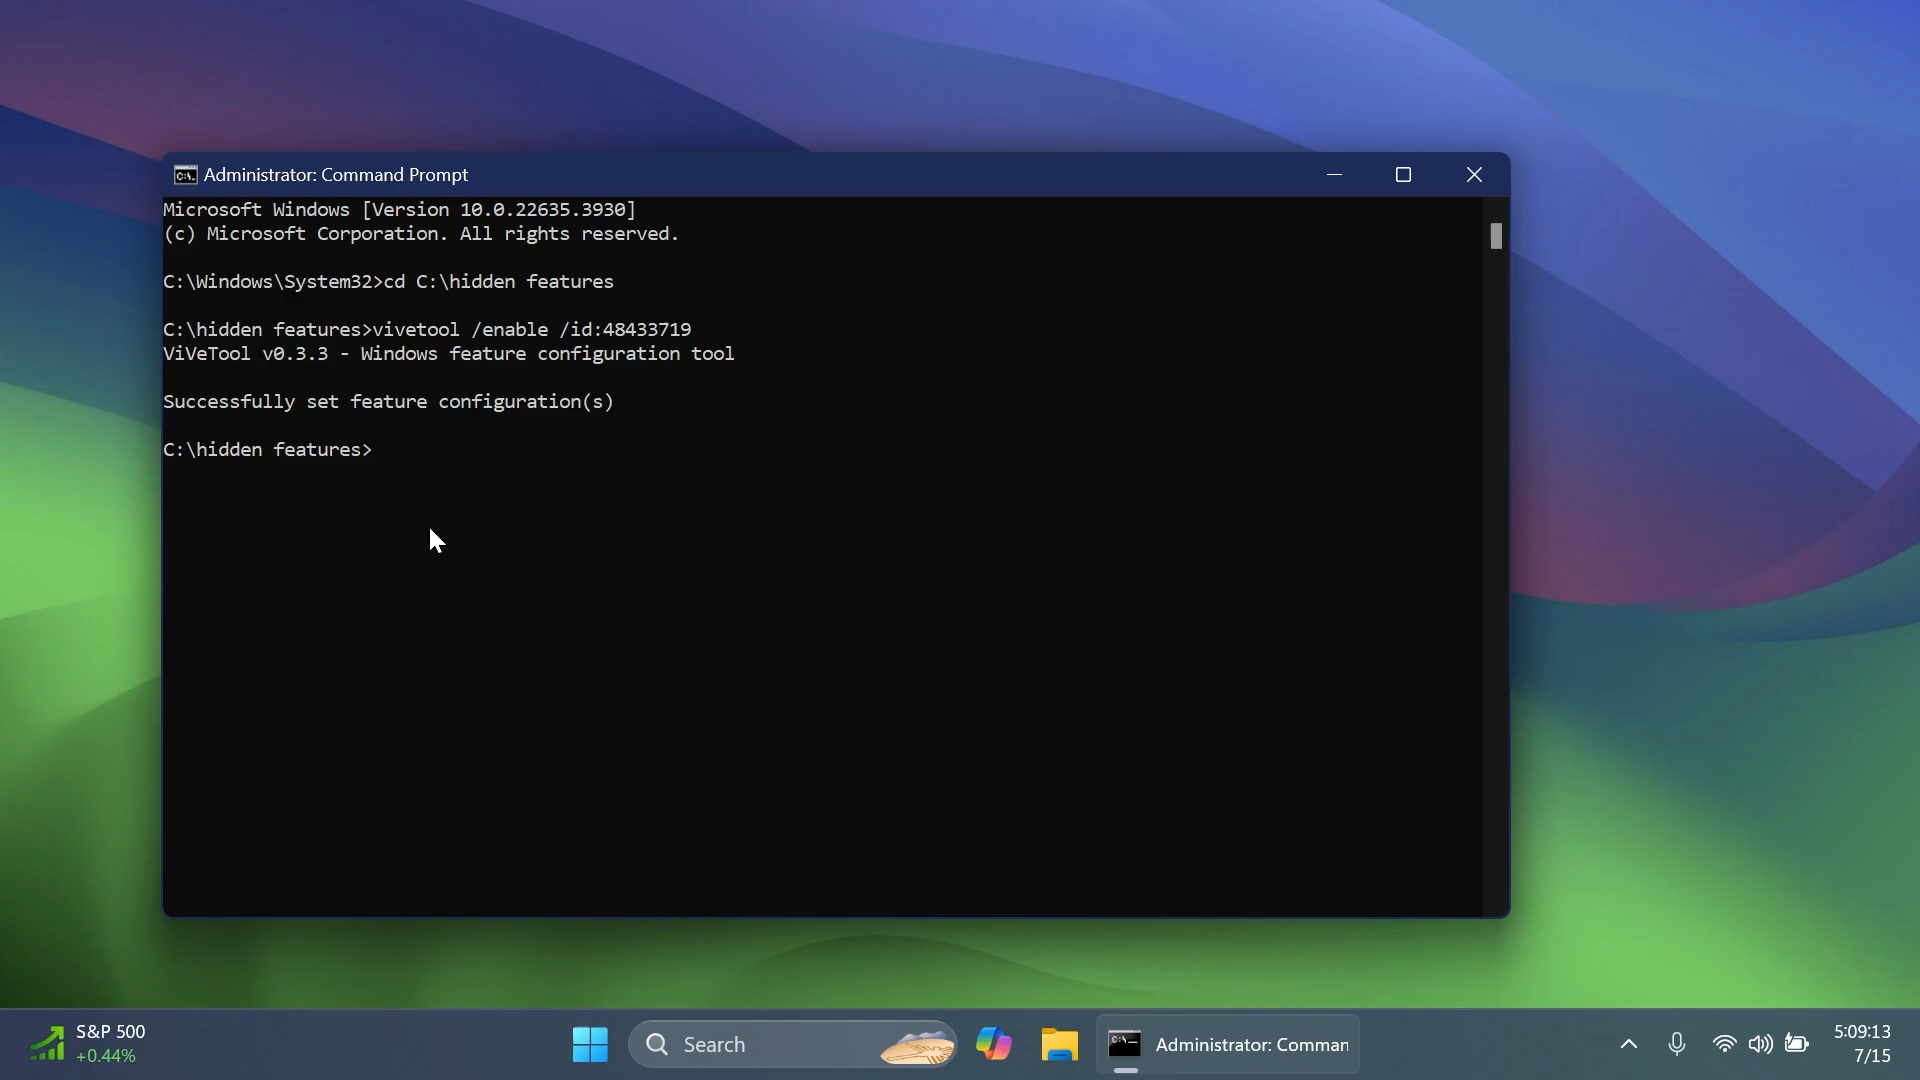 Administrator: Command Prompt
Microsoft Windows [Version 10.0.22635.3930]
(c) Microsoft Corporation. All rights reserved.
C:\Windows\System32>cd C:\hidden features
C:\hidden features>vivetool /enable /id:48433719
ViVeTool v0.3.3 - Windows feature configuration tool
Successfully set feature configuration(s)
C:\hidden features>
S&P 500
+0.44%
Search
Administrator: Comman
5:09:13
7/15